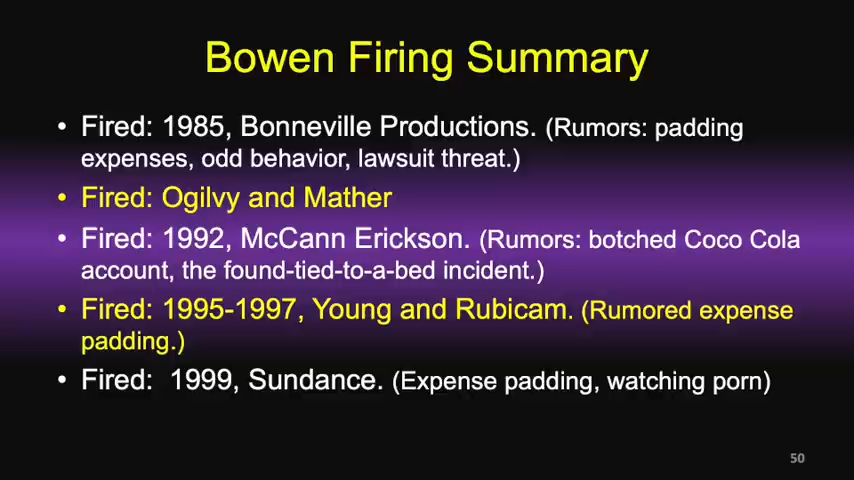 Bowen Firing Summary
• Fired: 1985, Bonneville Productions. (Rumors: padding
expenses, odd behavior, lawsuit threat.)
• Fired: Ogilvy and Mather
• Fired: 1992, McCann Erickson. (Rumors: botched Coco Cola
account, the found-tied-to-a-bed incident.)
• Fired: 1995-1997, Young and Rubicam. (Rumored expense
padding.)
• Fired:  1999, Sundance. (Expense padding, watching porn)
50